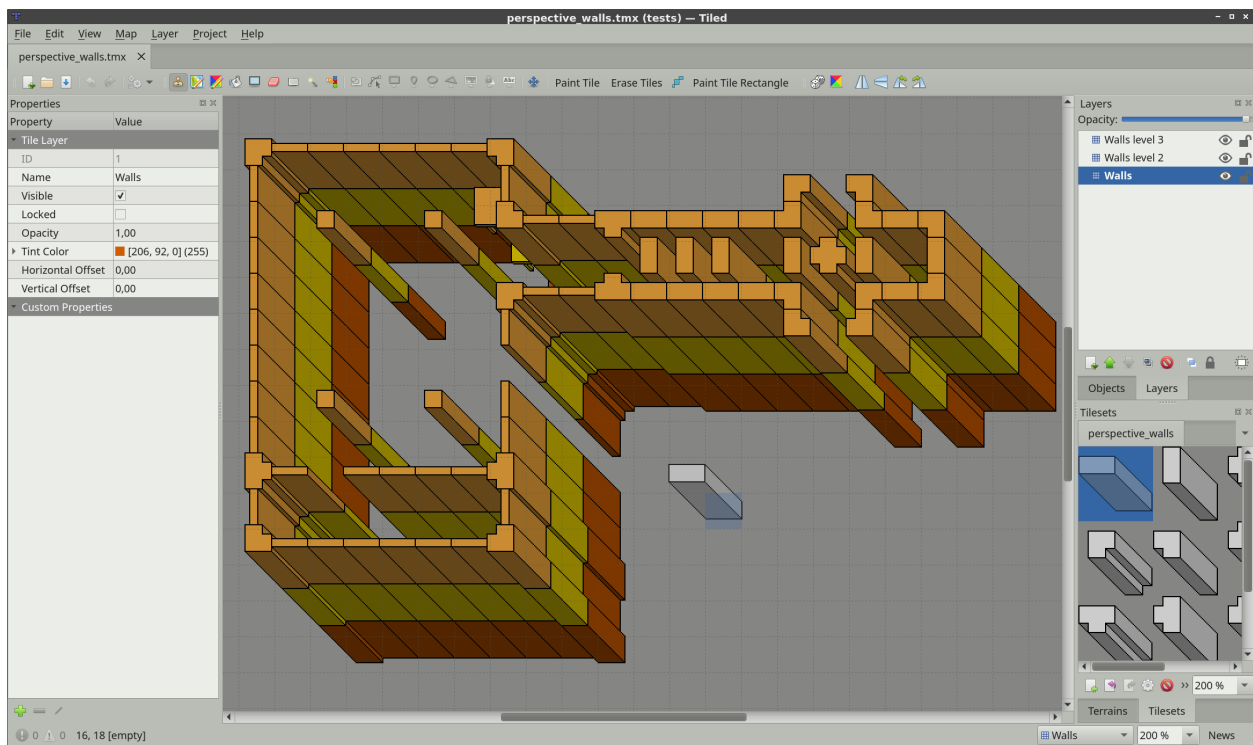 perspective_walls.tmx (tests) — Tiled
File Edit View Map Layer Project Help
perspective_walls.tmx
Paint Tile Erase Tiles Paint Tile Rectangle
Properties
Property Value
Tile Layer
ID 1
Name Walls
Visible
Locked
Opacity 1,00
Tint Color [206, 92, 0] (255)
Horizontal Offset 0,00
Vertical Offset 0,00
Custom Properties
Layers
Opacity:
Walls level 3
Walls level 2
Walls
Objects Layers
Tilesets
perspective_walls
200 %
Terrains Tilesets
0 0 16, 18 [empty]
Walls 200 % News